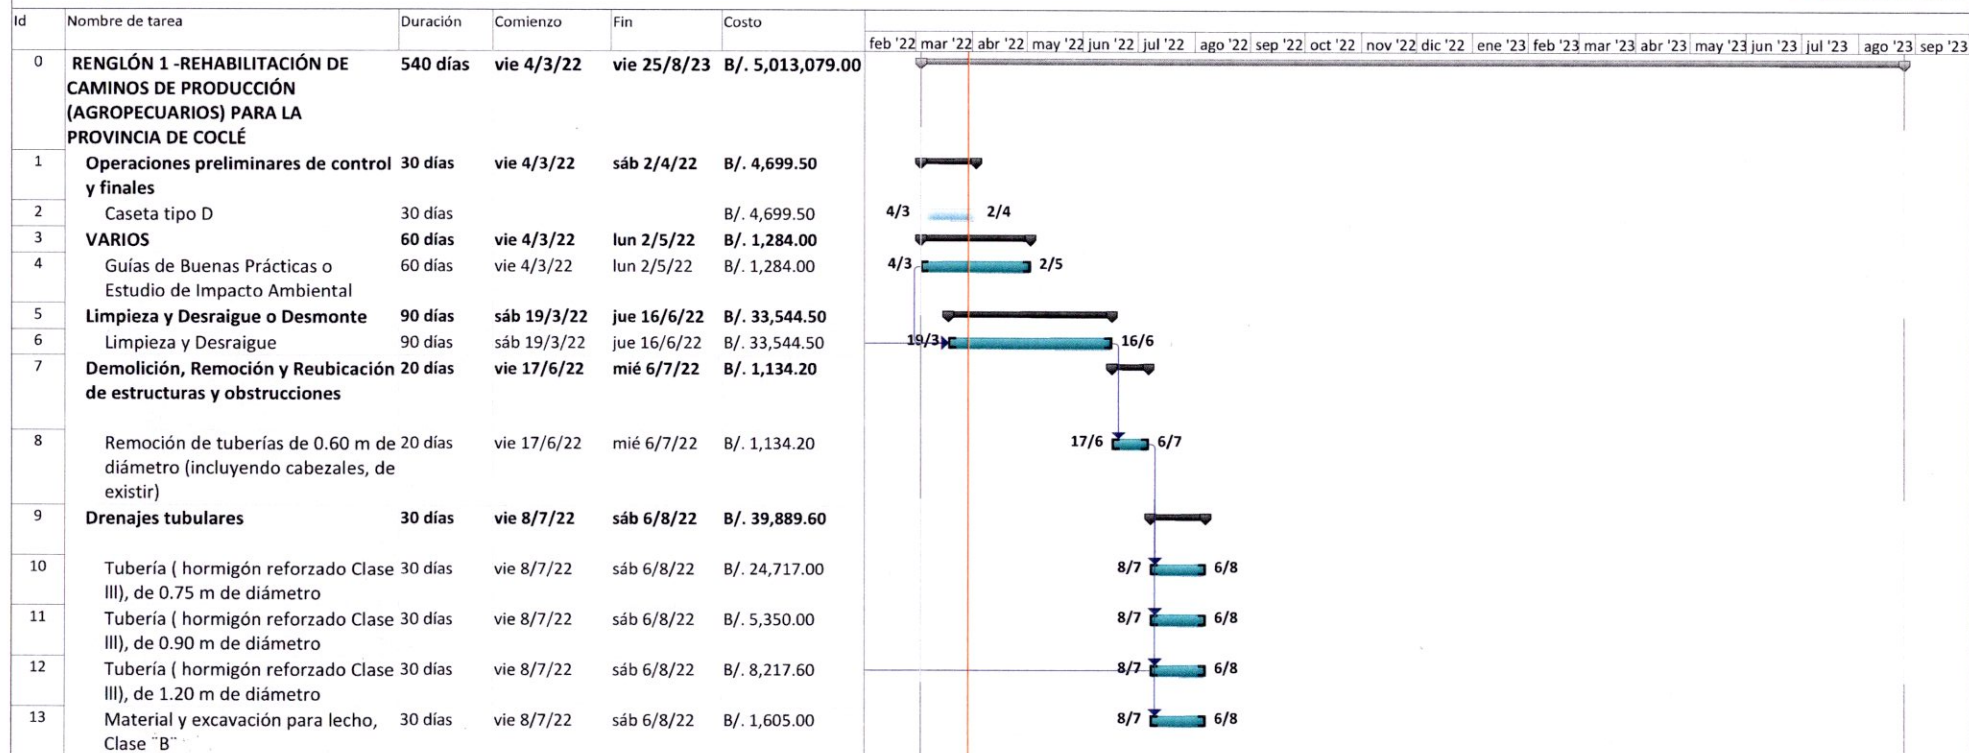 Id Nombre de tarea Duración Comienzo Fin Costo
feb '22 mar '22 abr '22 may '22 jun '22 jul '22 ago '22 sep '22 oct '22 nov '22 dic '22 ene '23 feb '23 mar '23 abr '23 may '23 jun '23 jul '23 ago '23 sep '23
0 RENGLÓN 1 -REHABILITACIÓN DE 540 días vie 4/3/22 vie 25/8/23 B/. 5,013,079.00
CAMINOS DE PRODUCCIÓN
(AGROPECUARIOS) PARA LA
PROVINCIA DE COCLÉ
1 Operaciones preliminares de control 30 días vie 4/3/22 sáb 2/4/22 B/. 4,699.50
y finales
2 Caseta tipo D 30 días B/. 4,699.50 4/3 2/4
3 VARIOS 60 días vie 4/3/22 lun 2/5/22 B/. 1,284.00
4 Guías de Buenas Prácticas o 60 días vie 4/3/22 lun 2/5/22 B/. 1,284.00 4/3 2/5
Estudio de Impacto Ambiental
5 Limpieza y Desraigue o Desmonte 90 días sáb 19/3/22 jue 16/6/22 B/. 33,544.50
6 Limpieza y Desraigue 90 días sáb 19/3/22 jue 16/6/22 B/. 33,544.50 19/3 16/6
7 Demolición, Remoción y Reubicación 20 días vie 17/6/22 mié 6/7/22 B/. 1,134.20
de estructuras y obstrucciones
8 Remoción de tuberías de 0.60 m de 20 días vie 17/6/22 mié 6/7/22 B/. 1,134.20 17/6 6/7
diámetro (incluyendo cabezales, de
existir)
9 Drenajes tubulares 30 días vie 8/7/22 sáb 6/8/22 B/. 39,889.60
10 Tubería ( hormigón reforzado Clase 30 días vie 8/7/22 sáb 6/8/22 B/. 24,717.00 8/7 6/8
III), de 0.75 m de diámetro
11 Tubería ( hormigón reforzado Clase 30 días vie 8/7/22 sáb 6/8/22 B/. 5,350.00 8/7 6/8
III), de 0.90 m de diámetro
12 Tubería ( hormigón reforzado Clase 30 días vie 8/7/22 sáb 6/8/22 B/. 8,217.60 8/7 6/8
III), de 1.20 m de diámetro
13 Material y excavación para lecho, 30 días vie 8/7/22 sáb 6/8/22 B/. 1,605.00 8/7 6/8
Clase ¨B¨